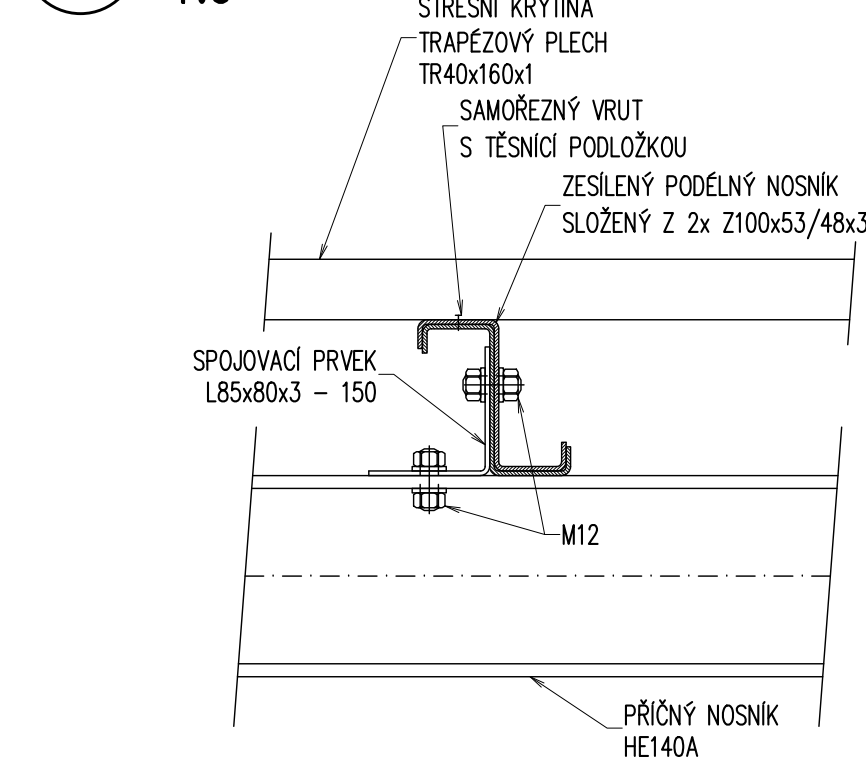 STŘEŠNÍ KRYTINA
TRAPÉZOVÝ PLECH
TR40x160x1
SAMOŘEZNÝ VRUT
S TĚSNÍCÍ PODLOŽKOU
ZESÍLENÝ PODÉLNÝ NOSNÍK
SLOŽENÝ Z 2x Z100x53/48x3
SPOJOVACÍ PRVEK
L85x80x3 – 150
M12
PŘÍČNÝ NOSNÍK
HE140A